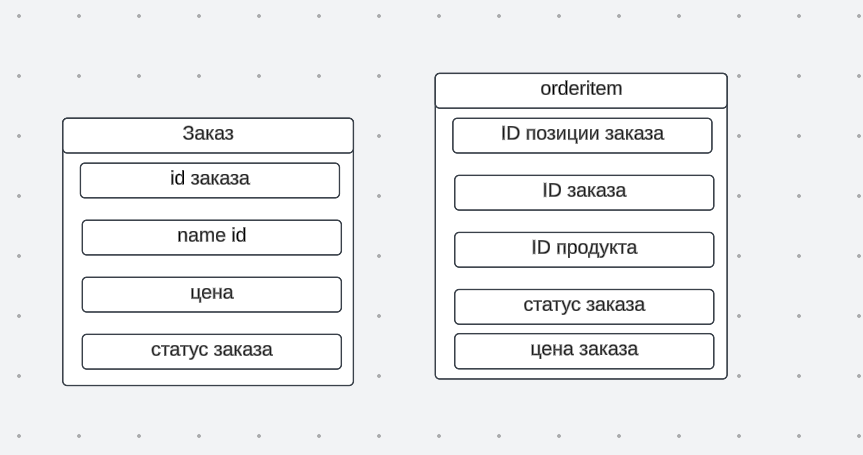 Заказ
id заказа
name id
цена
статус заказа
orderitem
ID позиции заказа
ID заказа
ID продукта
статус заказа
цена заказа